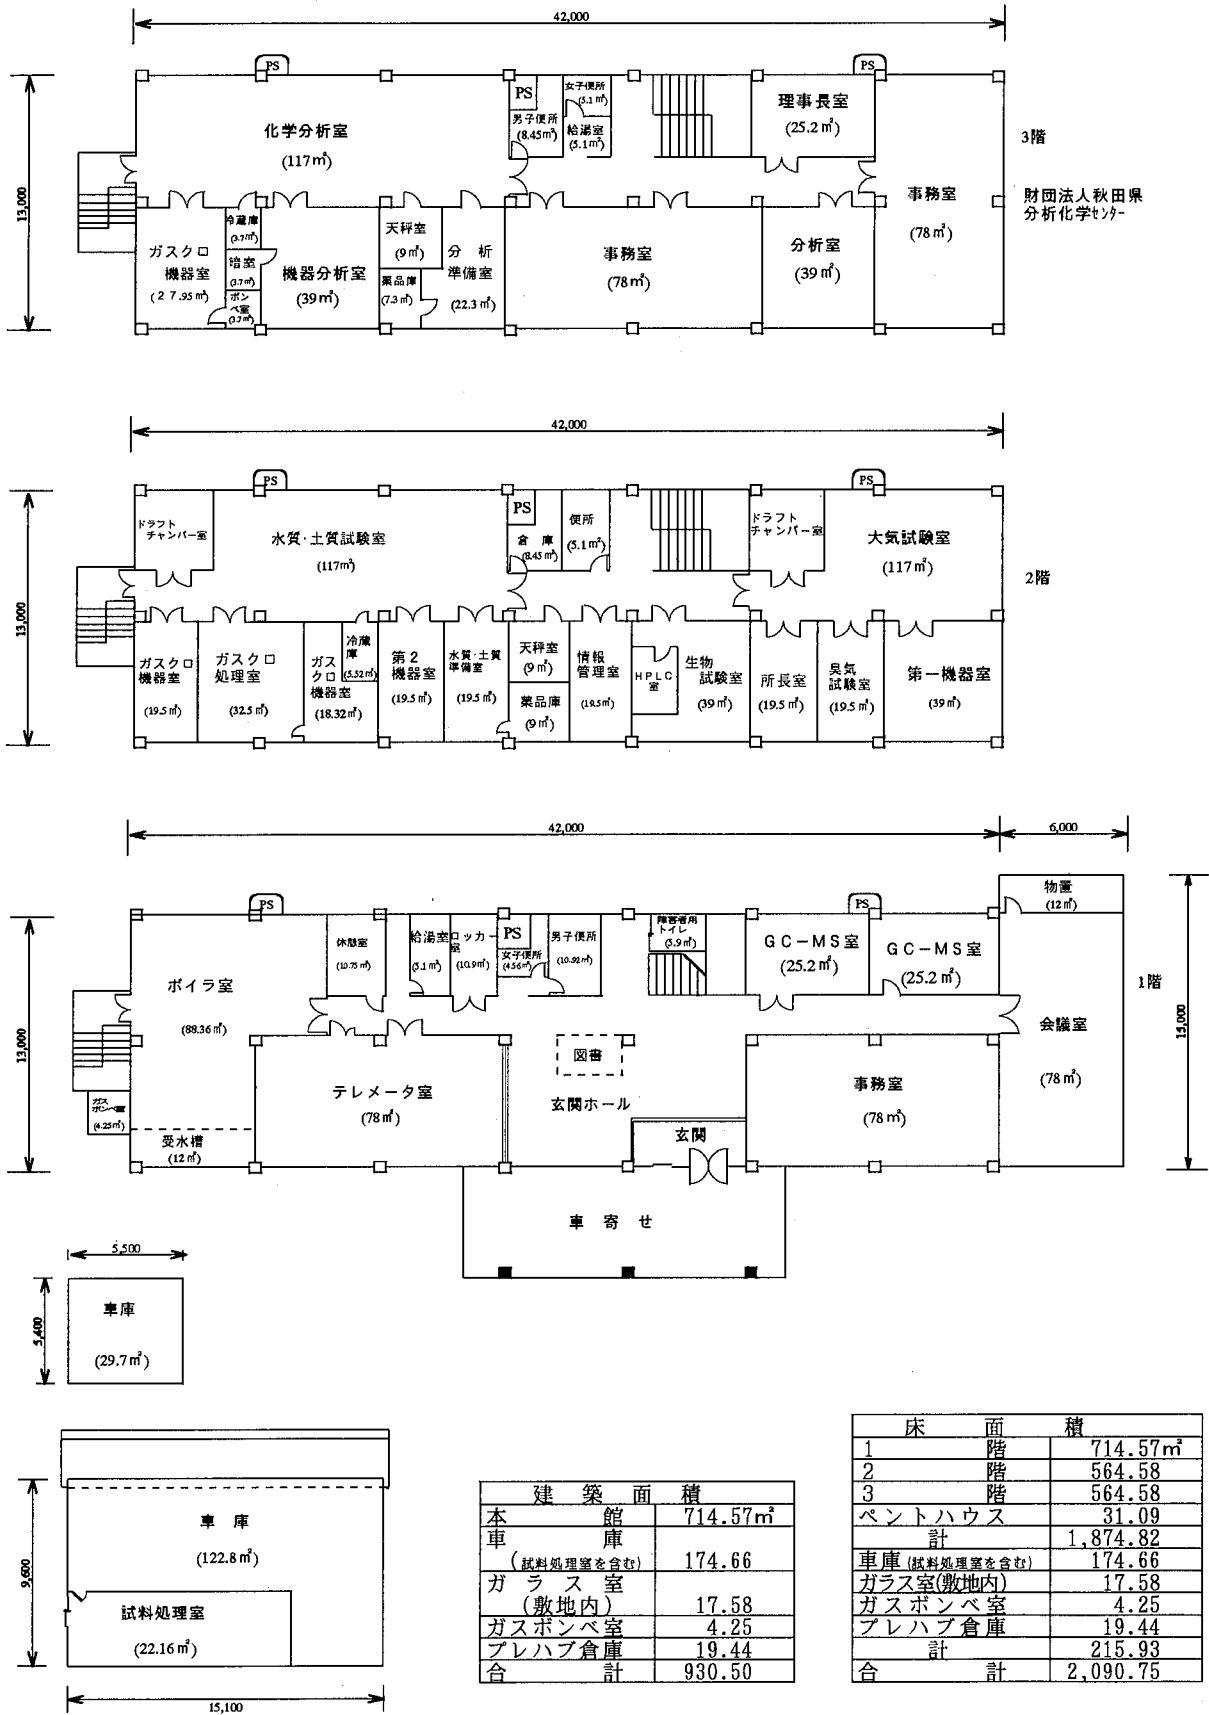 42,000
PS
PS
13,000
化学分析室
(117㎡)
PS
男子便所
(8.45㎡)
女子便所
(5.1㎡)
給湯室
(5.1㎡)
理事長室
(25.2㎡)
3階
財団法人秋田県
分析化学センター
ガスクロ
機器室
(27.95㎡)
冷蔵庫
(3.7㎡)
暗室
(3.7㎡)
ボン
ベ室
(3.7㎡)
機器分析室
(39㎡)
天秤室
(9㎡)
薬品庫
(7.3㎡)
分析
準備室
(22.3㎡)
事務室
(78㎡)
分析室
(39㎡)
事務室
(78㎡)
42,000
PS
PS
13,000
ドラフト
チャンバー室
水質・土質試験室
(117㎡)
PS
倉庫
(8.45㎡)
便所
(5.1㎡)
ドラフト
チャンバー室
大気試験室
(117㎡)
2階
ガスクロ
機器室
(19.5㎡)
ガスクロ
処理室
(32.5㎡)
ガス
クロ
機器室
(18.32㎡)
冷蔵
庫
(5.52㎡)
第2
機器室
(19.5㎡)
水質・土質
準備室
(19.5㎡)
天秤室
(9㎡)
薬品庫
(9㎡)
情報
管理室
(19.5㎡)
HPLC
室
生物
試験室
(39㎡)
所長室
(19.5㎡)
臭気
試験室
(19.5㎡)
第一機器室
(39㎡)
42,000
6,000
PS
PS
13,000
15,000
ボイラ室
(88.36㎡)
休憩室
(10.75㎡)
給湯室
(5.1㎡)
ロッカー
室
(10.9㎡)
PS
女子便所
(4.56㎡)
男子便所
(10.92㎡)
障害者用
トイレ
(3.9㎡)
GC-MS室
(25.2㎡)
GC-MS室
(25.2㎡)
物置
(12㎡)
1階
会議室
(78㎡)
ガス
ボンベ室
(4.25㎡)
受水槽
(12㎡)
テレメータ室
(78㎡)
図書
玄関ホール
玄関
事務室
(78㎡)
車寄せ
5,500
5,400
車庫
(29.7㎡)
9,600
車庫
(122.8㎡)
試料処理室
(22.16㎡)
15,100
建築面積
本館 714.57㎡
車庫
(試料処理室を含む) 174.66
ガラス室
(敷地内) 17.58
ガスボンベ室 4.25
プレハブ倉庫 19.44
合計 930.50
床面積
1階 714.57㎡
2階 564.58
3階 564.58
ペントハウス 31.09
計 1,874.82
車庫(試料処理室を含む) 174.66
ガラス室(敷地内) 17.58
ガスボンベ室 4.25
プレハブ倉庫 19.44
計 215.93
合計 2,090.75